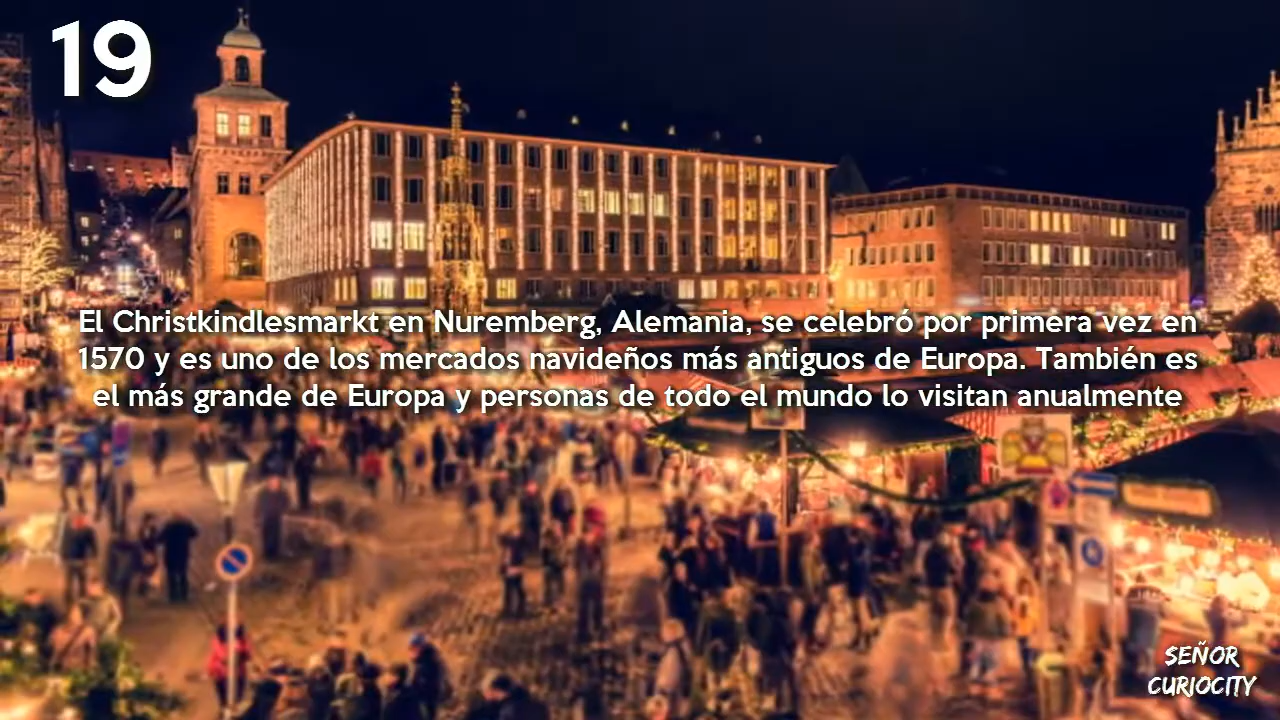 19
El Christkindlesmarkt en Nuremberg, Alemania, se celebró por primera vez en
1570 y es uno de los mercados navideños más antiguos de Europa. También es
el más grande de Europa y personas de todo el mundo lo visitan anualmente
SEÑOR
CURIOCITY